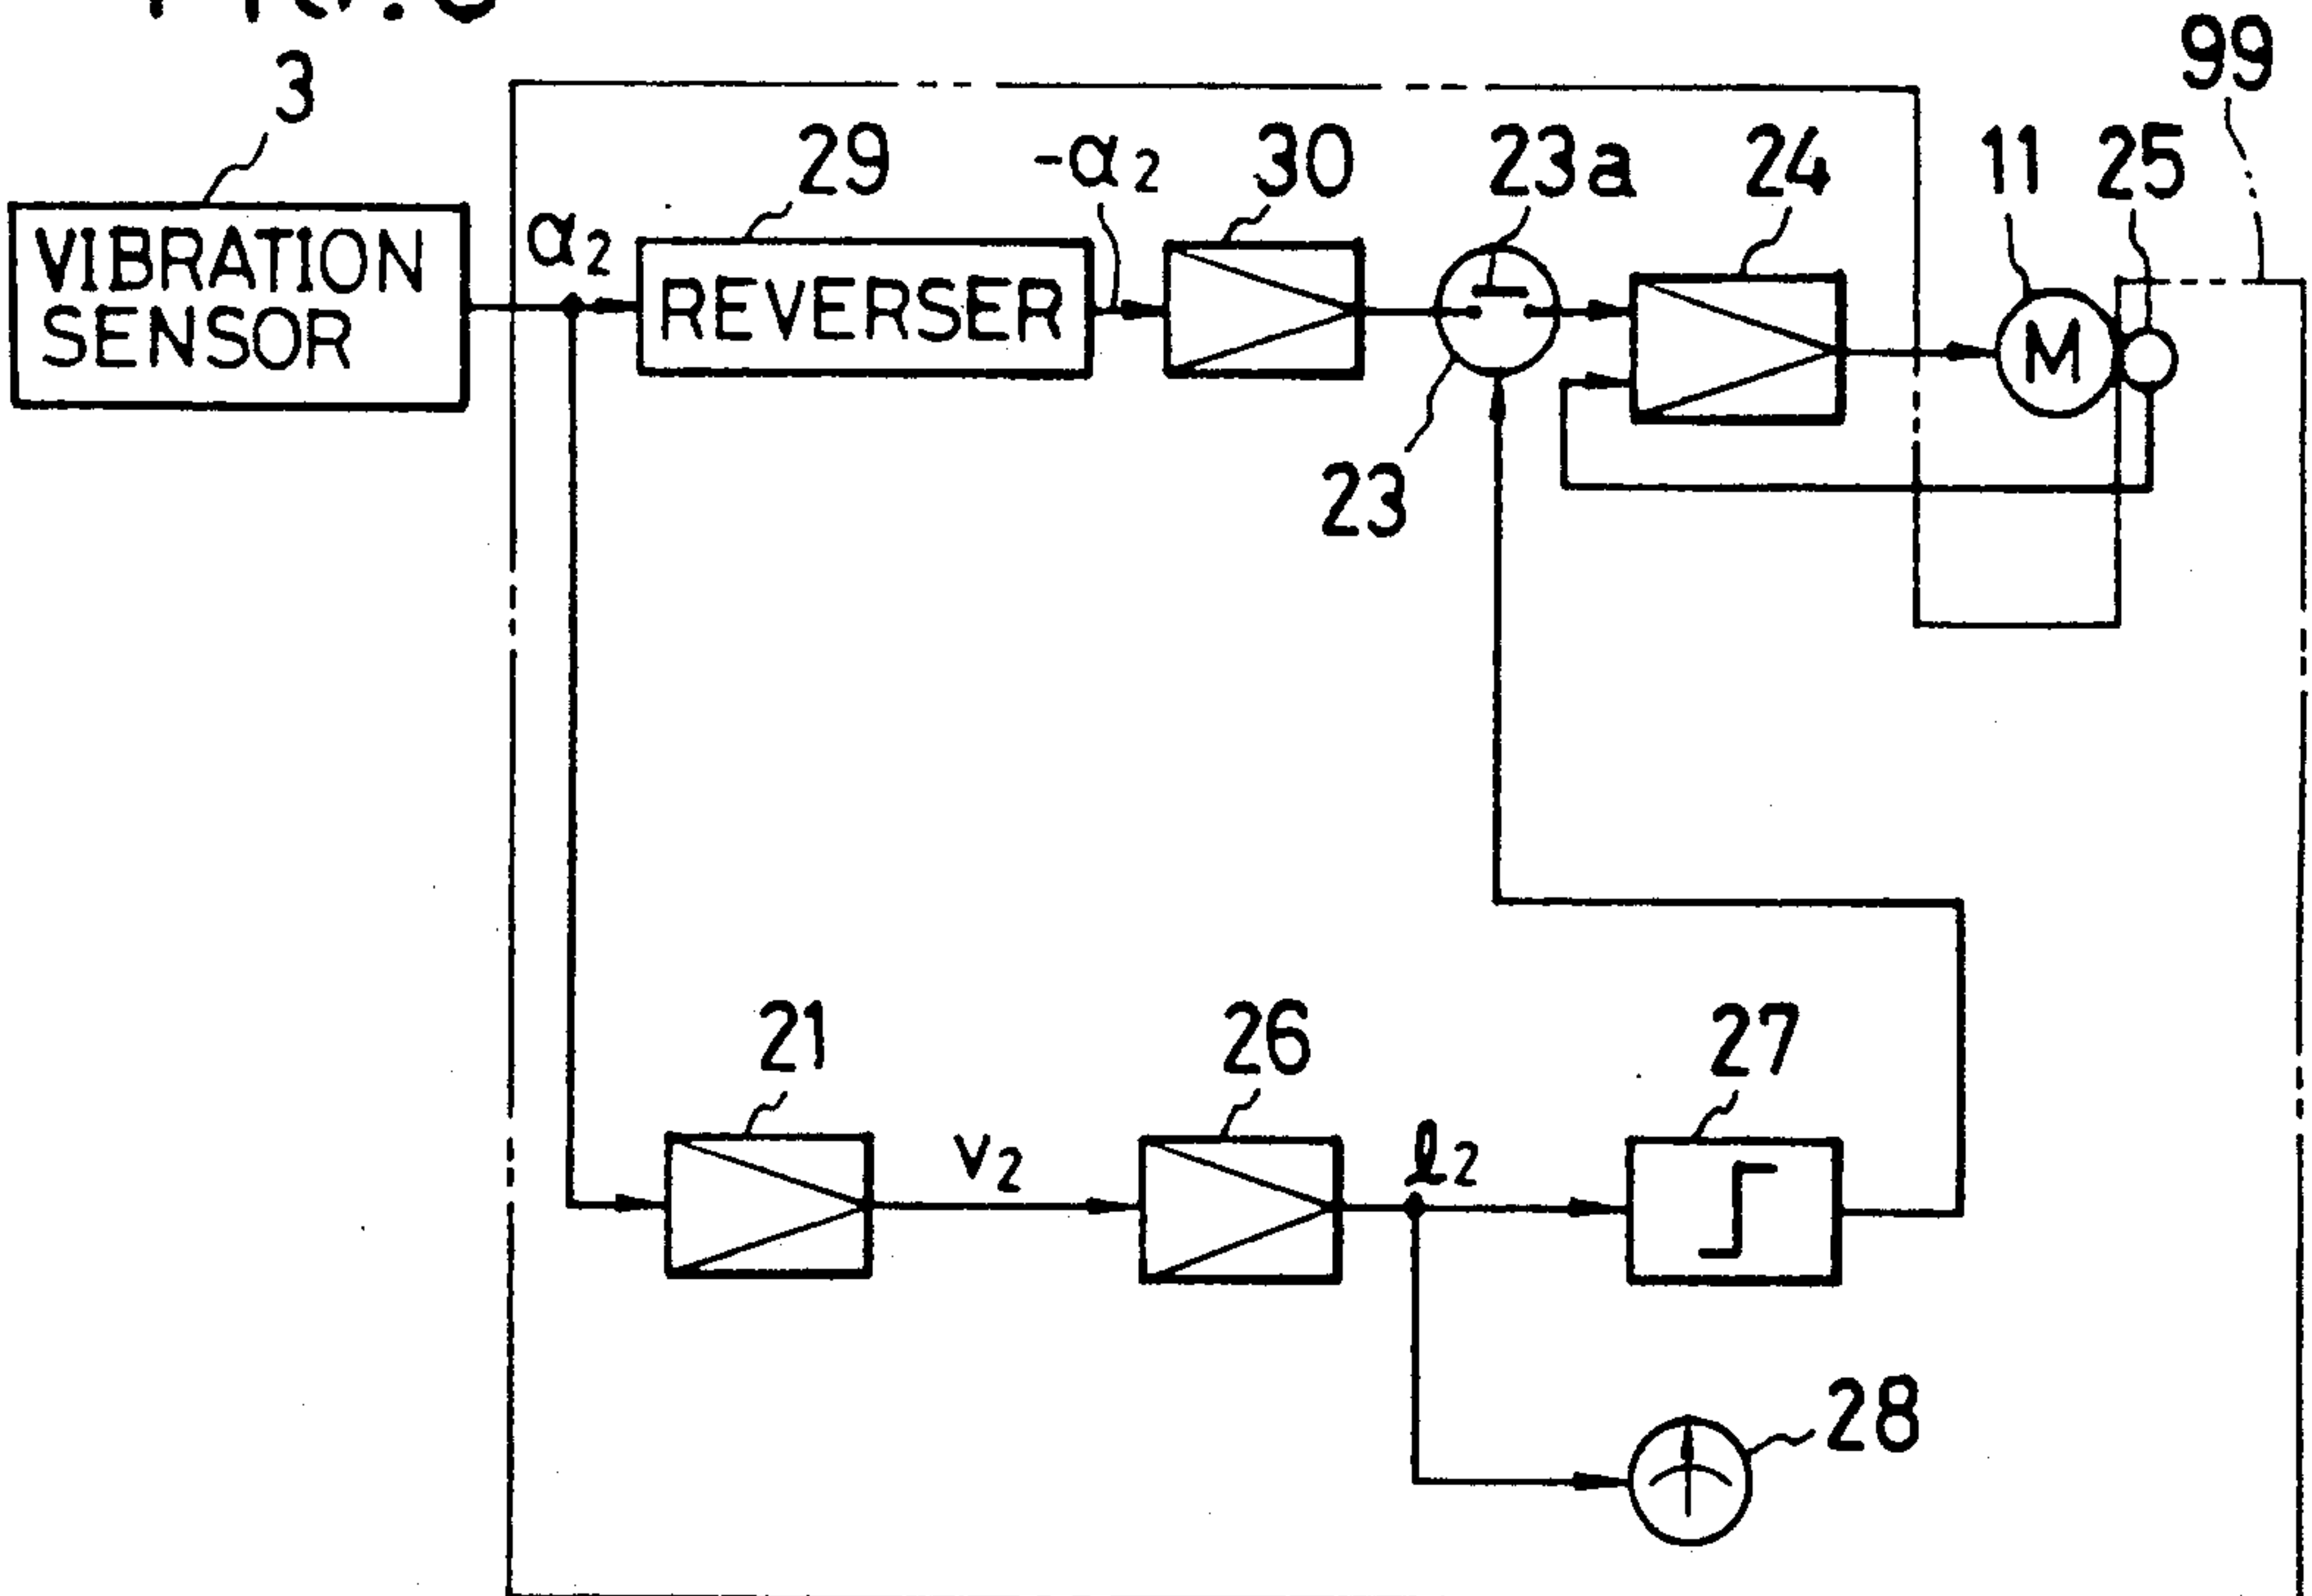 3
99
29
-α2
30
23a
24
11
25
α2
VIBRATION
SENSOR
REVERSER
M
23
21
26
27
v2
ℓ2
28